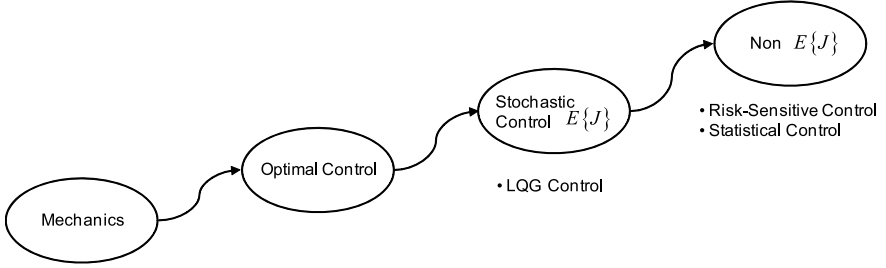 Mechanics
Optimal Control
Stochastic
Control E{J}
• LQG Control
Non E{J}
• Risk-Sensitive Control
• Statistical Control